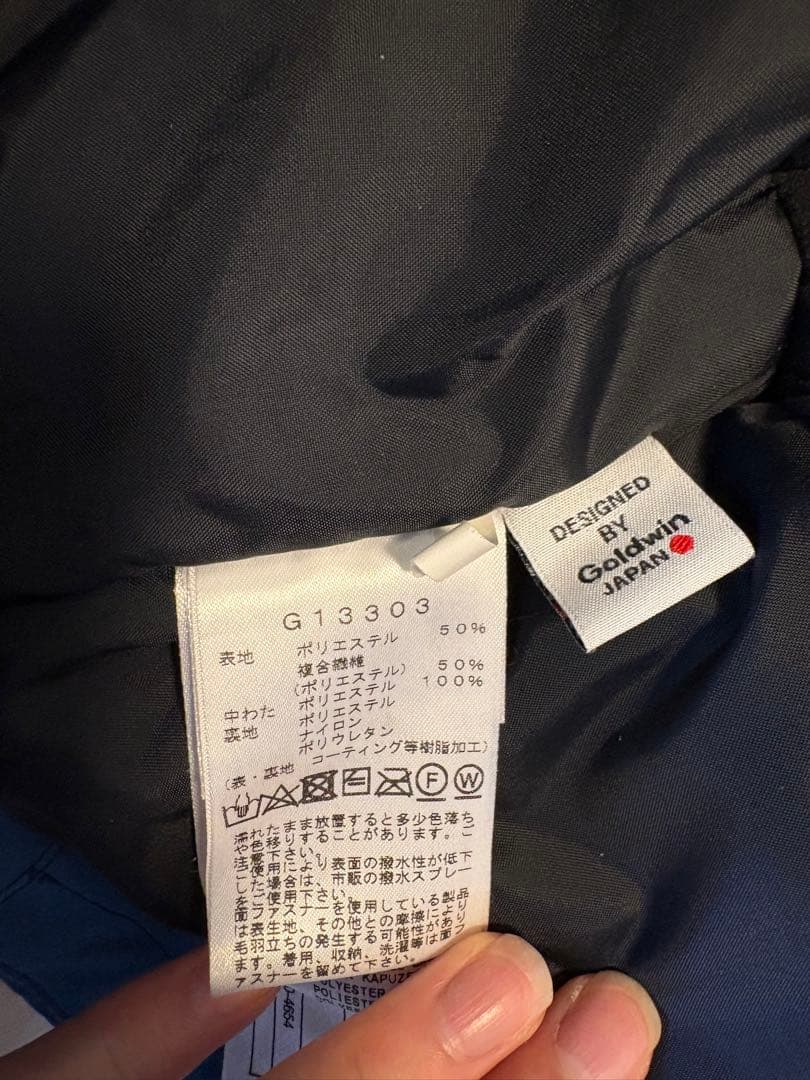 G13303
表地 ポリエステル 50%
複合繊維 50%
(ポリエステル) 100%
ポリエステル
中わた ポリエステル
裏地 ナイロン
ポリウレタン
(表・裏地 コーティング等樹脂加工)
F W
濡れたまま放置すると多少色落ち
や色移りすることがあります。ご
注意下さい。
ご使用により表面の撥水性が低下
した場合は、市販の撥水スプレー
をご使用下さい。
面ファスナーを使用している製品
は表生地、その他との摩擦により
毛羽立ちの発生する可能性があり
ます。着用、収納、洗濯等は面フ
ァスナーを留めて下さい。
DESIGNED
BY
Goldwin
JAPAN
KAPUZE
POLYESTER
POLIESTE
4654